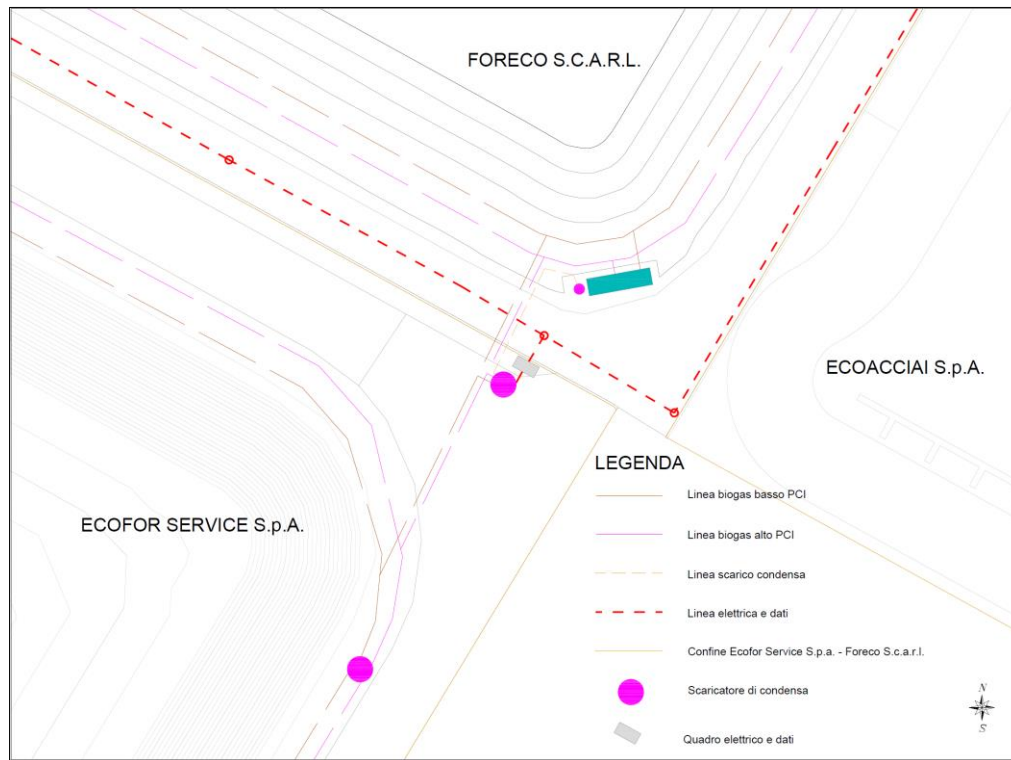 FORECO S.C.A.R.L.
ECOACCIAI S.p.A.
ECOFOR SERVICE S.p.A.
LEGENDA
Linea biogas basso PCI
Linea biogas alto PCI
Linea scarico condensa
Linea elettrica e dati
Confine Ecofor Service S.p.a. - Foreco S.c.a.r.l.
Scaricatore di condensa
Quadro elettrico e dati
N
S